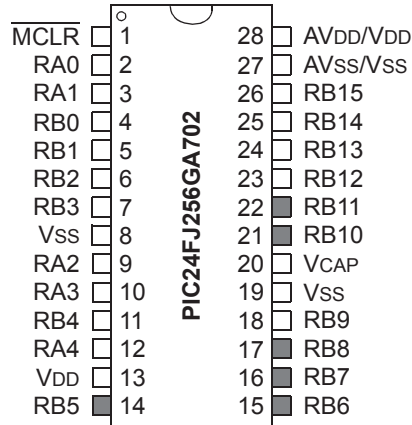 MCLR 1 28 AVDD/VDD
RA0 2 27 AVSS/VSS
RA1 3 26 RB15
RB0 4 25 RB14
RB1 5 24 RB13
RB2 6 23 RB12
RB3 7 22 RB11
VSS 8 21 RB10
RA2 9 20 VCAP
RA3 10 19 VSS
RB4 11 18 RB9
RA4 12 17 RB8
VDD 13 16 RB7
RB5 14 15 RB6
PIC24FJ256GA702